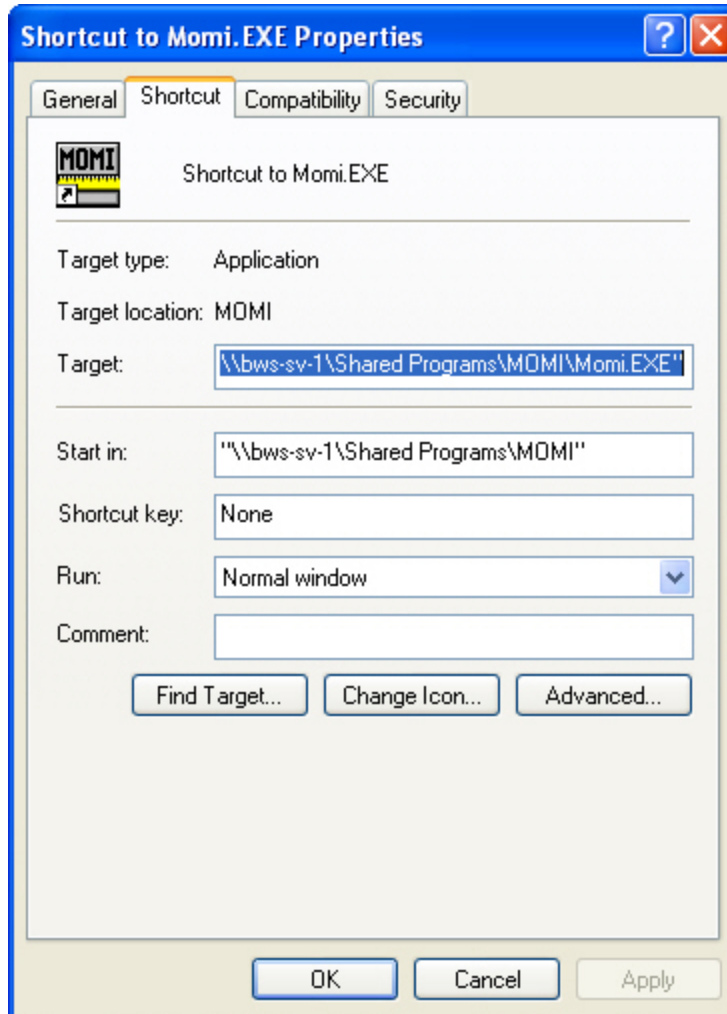 Shortcut to Momi.EXE Properties
General Shortcut Compatibility Security
MOMI
Shortcut to Momi.EXE
Target type: Application
Target location: MOMI
Target: \\bws-sv-1\Shared Programs\MOMI\Momi.EXE"
Start in: "\\bws-sv-1\Shared Programs\MOMI"
Shortcut key: None
Run: Normal window
Comment:
Find Target... Change Icon... Advanced...
OK Cancel Apply